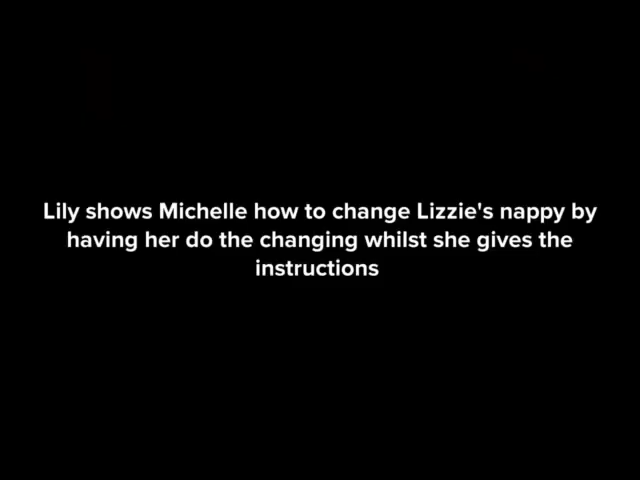 Lily shows Michelle how to change Lizzie's nappy by
having her do the changing whilst she gives the
instructions